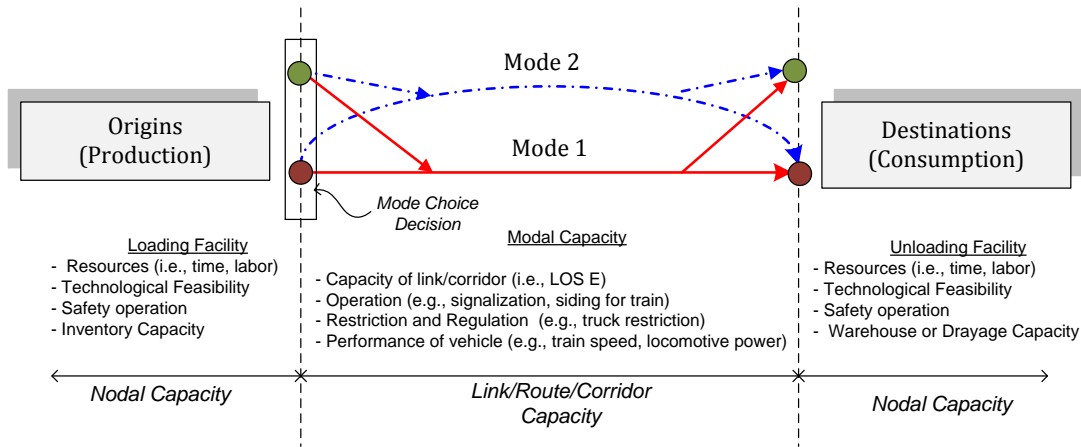 Mode 2
Origins
(Production)
Destinations
(Consumption)
Mode 1
Mode Choice
Decision
Loading Facility
- Resources (i.e., time, labor)
- Technological Feasibility
- Safety operation
- Inventory Capacity
Modal Capacity
- Capacity of link/corridor (i.e., LOS E)
- Operation (e.g., signalization, siding for train)
- Restriction and Regulation (e.g., truck restriction)
- Performance of vehicle (e.g., train speed, locomotive power)
Unloading Facility
- Resources (i.e., time, labor)
- Technological Feasibility
- Safety operation
- Warehouse or Drayage Capacity
Nodal Capacity
Link/Route/Corridor
Capacity
Nodal Capacity